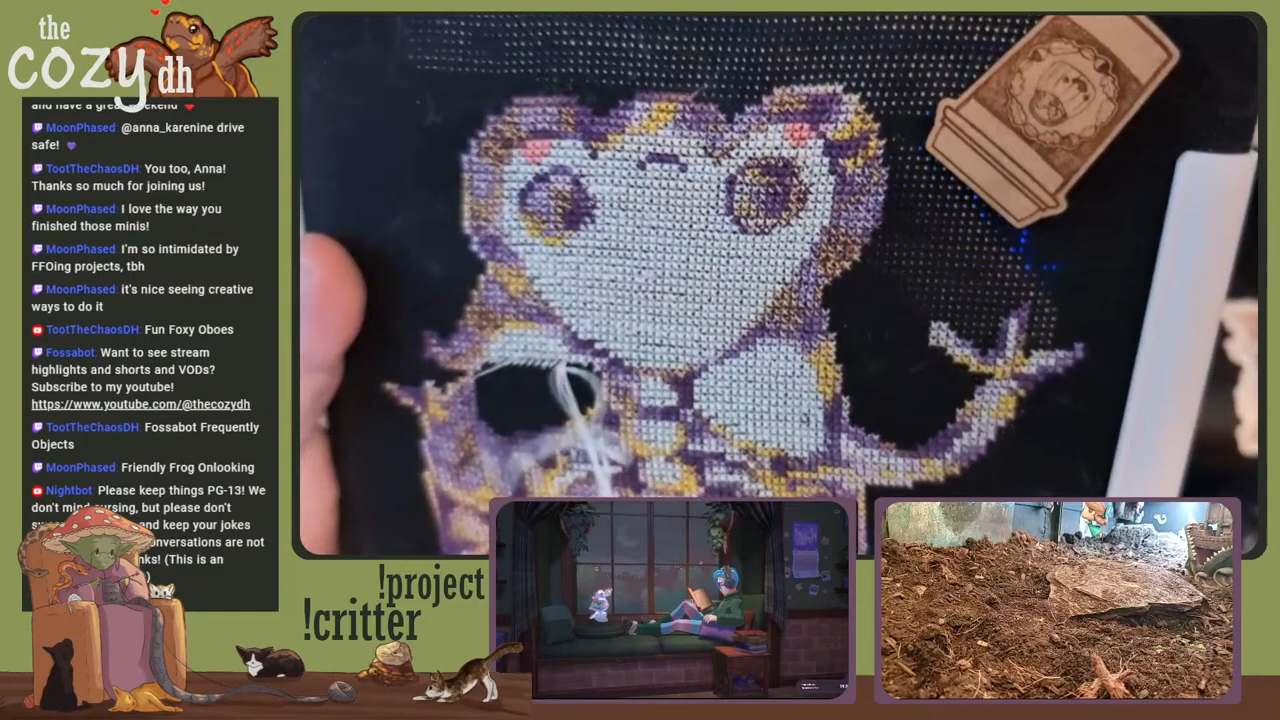 the
cozy dh
and have a great weekend
MoonPhased: @anna_karenine drive
safe!
TootTheChaosDH: You too, Anna!
Thanks so much for joining us!
MoonPhased: I love the way you
finished those minis!
MoonPhased: I'm so intimidated by
FFOing projects, tbh
MoonPhased: it's nice seeing creative
ways to do it
TootTheChaosDH: Fun Foxy Oboes
Fossabot: Want to see stream
highlights and shorts and VODs?
Subscribe to my youtube!
https://www.youtube.com/@thecozydh
TootTheChaosDH: Fossabot Frequently
Objects
MoonPhased: Friendly Frog Onlooking
Nightbot: Please keep things PG-13! We
don't mind cursing, but please don't
and keep your jokes
conversations are not
(This is an
!project
!critter